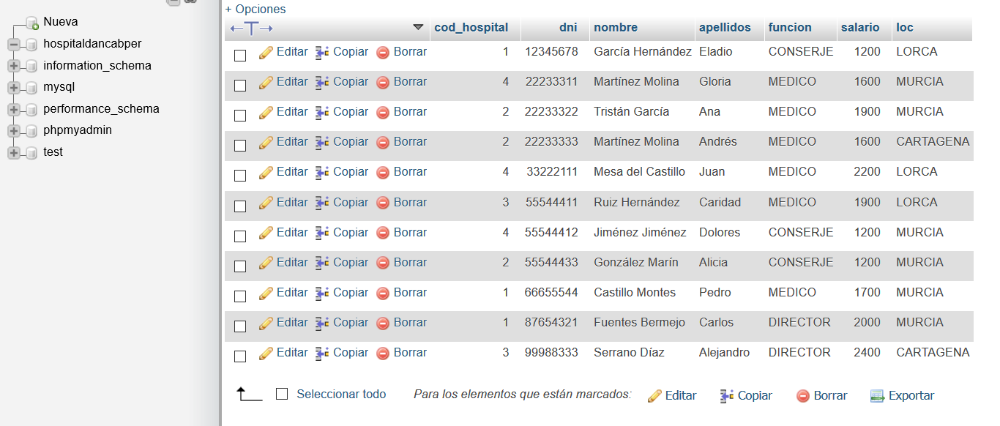 Nueva
hospitaldancabper
information_schema
mysql
performance_schema
phpmyadmin
test
+ Opciones
cod_hospital dni nombre apellidos funcion salario loc
Editar Copiar Borrar 1 12345678 García Hernández Eladio CONSERJE 1200 LORCA
Editar Copiar Borrar 4 22233311 Martínez Molina Gloria MEDICO 1600 MURCIA
Editar Copiar Borrar 2 22233322 Tristán García Ana MEDICO 1900 MURCIA
Editar Copiar Borrar 2 22233333 Martínez Molina Andrés MEDICO 1600 CARTAGENA
Editar Copiar Borrar 4 33222111 Mesa del Castillo Juan MEDICO 2200 LORCA
Editar Copiar Borrar 3 55544411 Ruiz Hernández Caridad MEDICO 1900 LORCA
Editar Copiar Borrar 4 55544412 Jiménez Jiménez Dolores CONSERJE 1200 MURCIA
Editar Copiar Borrar 2 55544433 González Marín Alicia CONSERJE 1200 MURCIA
Editar Copiar Borrar 1 66655544 Castillo Montes Pedro MEDICO 1700 MURCIA
Editar Copiar Borrar 1 87654321 Fuentes Bermejo Carlos DIRECTOR 2000 MURCIA
Editar Copiar Borrar 3 99988333 Serrano Díaz Alejandro DIRECTOR 2400 CARTAGENA
Seleccionar todo Para los elementos que están marcados: Editar Copiar Borrar Exportar